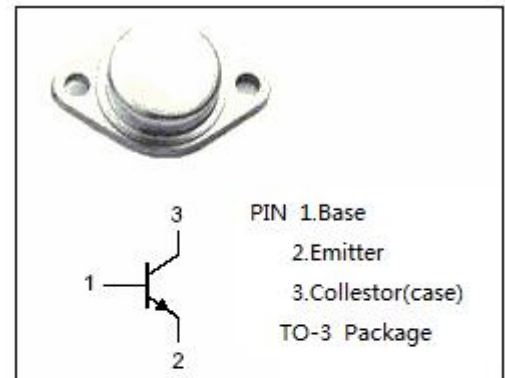 3
PIN 1.Base
2.Emitter
1
3.Collestor(case)
TO-3 Package
2